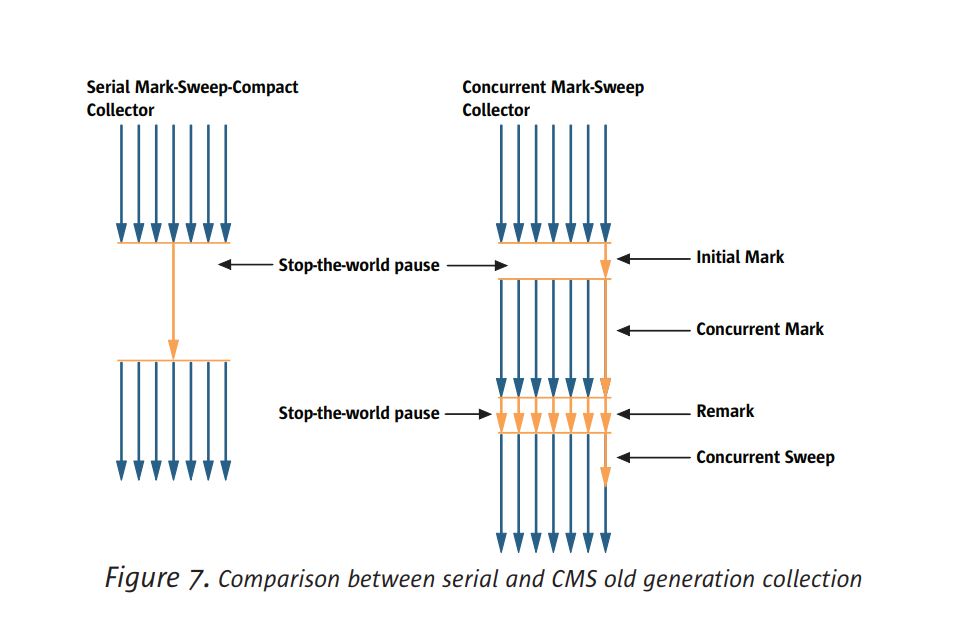 Serial Mark-Sweep-Compact
Collector
Concurrent Mark-Sweep
Collector
Stop-the-world pause
Initial Mark
Concurrent Mark
Stop-the-world pause
Remark
Concurrent Sweep
Figure 7. Comparison between serial and CMS old generation collection